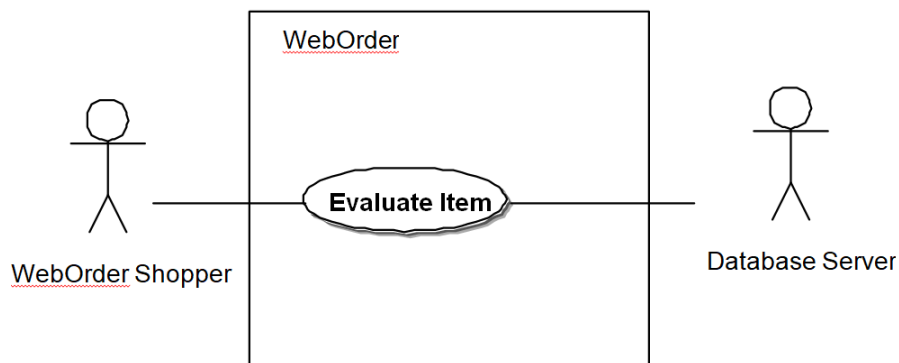 WebOrder
Evaluate Item
WebOrder Shopper
Database Server